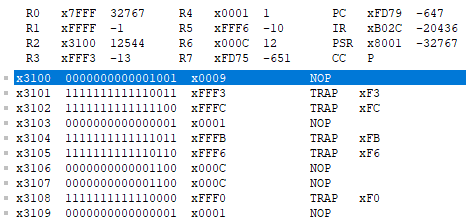 R0 x7FFF 32767 R4 x0001 1 PC xFD79 -647
R1 xFFFF -1 R5 xFFF6 -10 IR xB02C -20436
R2 x3100 12544 R6 x000C 12 PSR x8001 -32767
R3 xFFF3 -13 R7 xFD75 -651 CC P
x3100 0000000000001001 x0009 NOP
x3101 1111111111110011 xFFF3 TRAP xF3
x3102 1111111111111100 xFFFC TRAP xFC
x3103 0000000000000001 x0001 NOP
x3104 1111111111111011 xFFFB TRAP xFB
x3105 1111111111110110 xFFF6 TRAP xF6
x3106 0000000000001100 x000C NOP
x3107 0000000000001100 x000C NOP
x3108 1111111111110000 xFFF0 TRAP xF0
x3109 0000000000000001 x0001 NOP